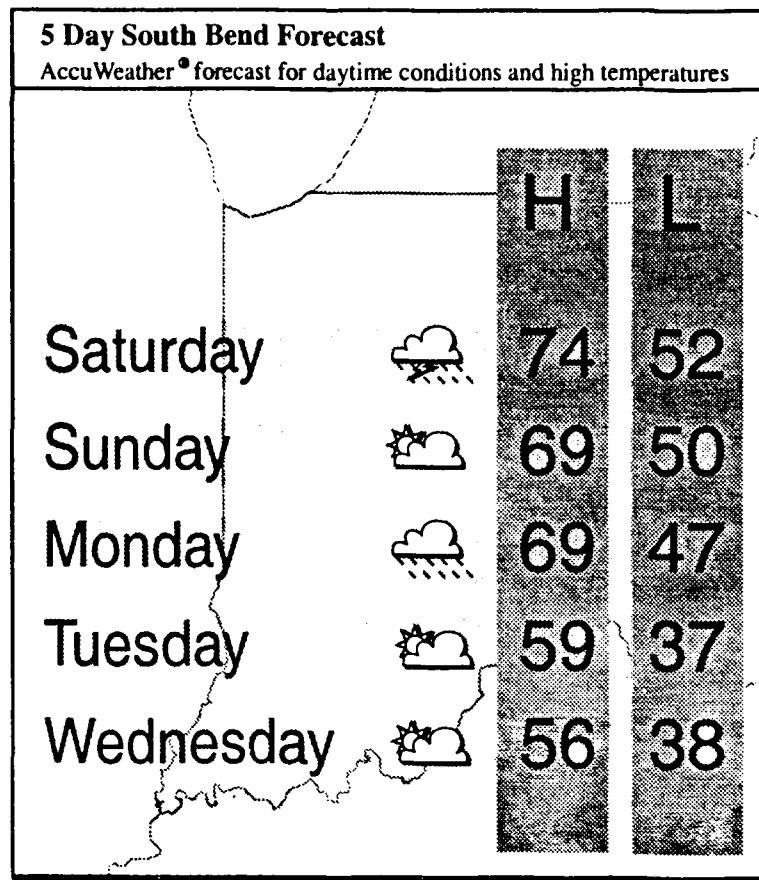 5 Day South Bend Forecast
AccuWeather® forecast for daytime conditions and high temperatures
H L
Saturday 74 52
Sunday 69 50
Monday 69 47
Tuesday 59 37
Wednesday 56 38